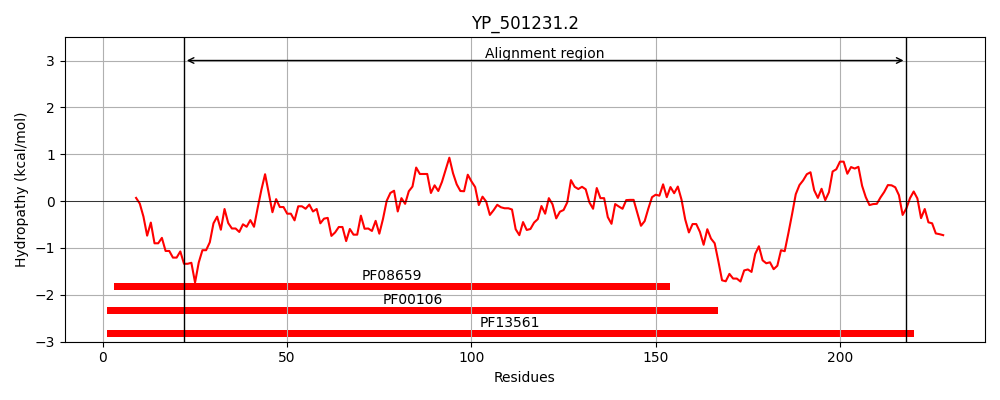 YP_501231.2
Alignment region
Hydropathy (kcal/mol)
3
2
1
0
−1
−2
−3
PF08659
PF00106
PF13561
0 50 100 150 200
Residues